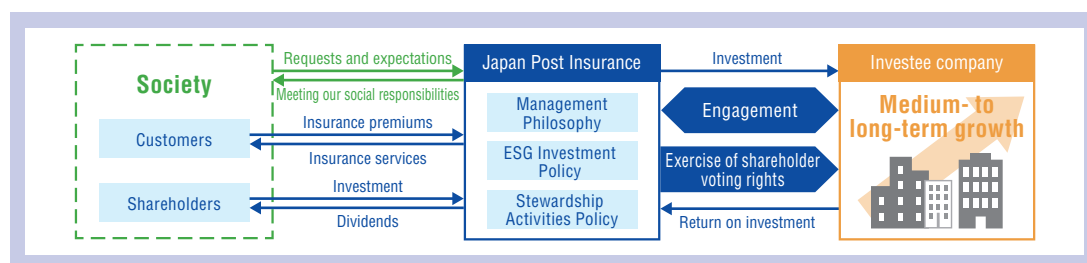 Society
Customers
Shareholders
Requests and expectations
Meeting our social responsibilities
Insurance premiums
Insurance services
Investment
Dividends
Japan Post Insurance
Management
Philosophy
ESG Investment
Policy
Stewardship
Activities Policy
Investment
Engagement
Exercise of shareholder
voting rights
Return on investment
Investee company
Medium- to
long-term growth